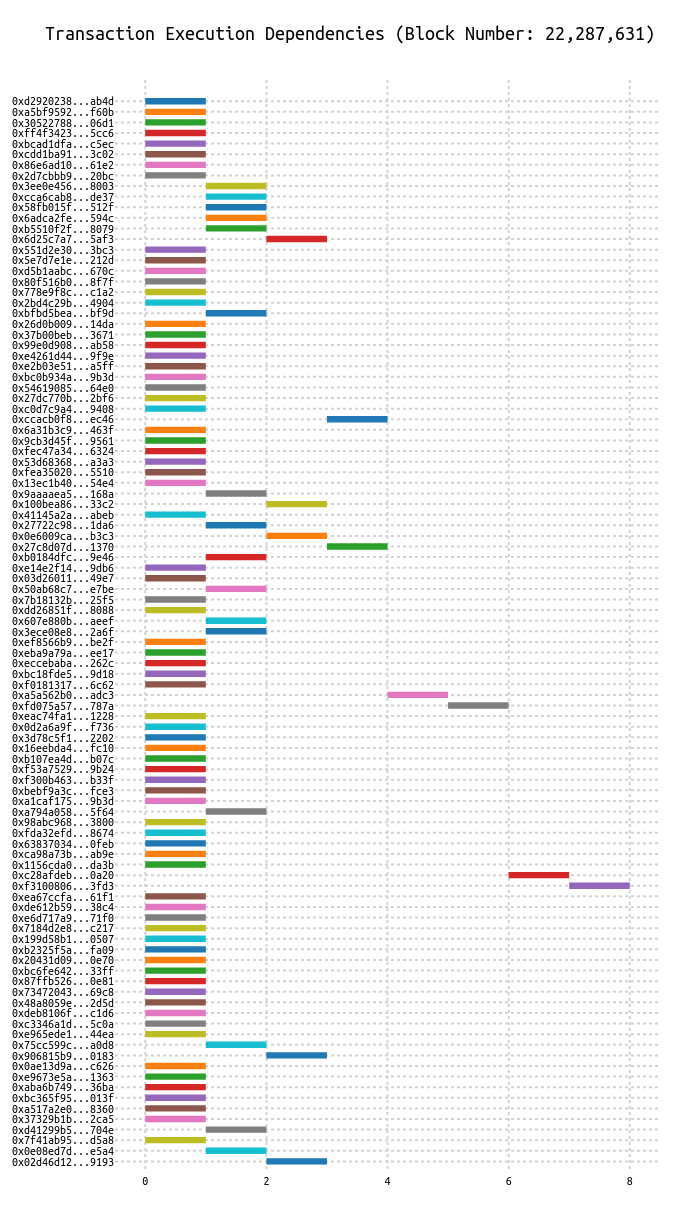 Transaction Execution Dependencies (Block Number: 22,287,631)
0xd2920238...ab4d
0xa5bf9592...f60b
0x30522788...06d1
0xff4f3423...5cc6
0xbcad1dfa...c5ec
0xcdd1ba91...3c02
0x86e6ad10...61e2
0x2d7cbbb9...20bc
0x3ee0e456...8003
0xcca6cab8...de37
0x58fb015f...512f
0x6adca2fe...594c
0xb5510f2f...8079
0x6d25c7a7...5af3
0x551d2e30...3bc3
0x5e7d7e1e...212d
0xd5b1aabc...670c
0x80f516b0...8f7f
0x778e9f8c...c1a2
0x2bd4c29b...4904
0xbfbd5bea...bf9d
0x26d0b009...14da
0x37b00beb...3671
0x99e0d908...ab58
0xe4261d44...9f9e
0xe2b03e51...a5ff
0xbc0b934a...9b3d
0x54619085...64e0
0x27dc770b...2bf6
0xc0d7c9a4...9408
0xccacb0f8...ec46
0x6a31b3c9...463f
0x9cb3d45f...9561
0xfec47a34...6324
0x53d68368...a3a3
0xfea35020...5510
0x13ec1b40...54e4
0x9aaaaea5...168a
0x100bea86...33c2
0x41145a2a...abeb
0x27722c98...1da6
0x0e6009ca...b3c3
0x27c8d07d...1370
0xb0184dfc...9e46
0xe14e2f14...9db6
0x03d26011...49e7
0x50ab68c7...e7be
0x7b18132b...25f5
0xdd26851f...8088
0x607e880b...aeef
0x3ece08e8...2a6f
0xef8566b9...be2f
0xeba9a79a...ee17
0xeccebaba...262c
0xbc18fde5...9d18
0xf0181317...6c62
0xa5a562b0...adc3
0xfd075a57...787a
0xeac74fa1...1228
0x0d2a6a9f...f736
0x3d78c5f1...2202
0x16eebda4...fc10
0xb107ea4d...b07c
0xf53a7529...9b24
0xf300b463...b33f
0xbebf9a3c...fce3
0xa1caf175...9b3d
0xa794a058...5f64
0x98abc968...3800
0xfda32efd...8674
0x63837034...0feb
0xca98a73b...ab9e
0x1156cda0...da3b
0xc28afdeb...0a20
0xf3100806...3fd3
0xea67ccfa...61f1
0xde612b59...38c4
0xe6d717a9...71f0
0x7184d2e8...c217
0x199d58b1...0507
0xb2325f5a...fa09
0x20431d09...0e70
0xbc6fe642...33ff
0x87ffb526...0e81
0x73472043...69c8
0x48a8059e...2d5d
0xdeb8106f...c1d6
0xc3346a1d...5c0a
0xe965ede1...44ea
0x75cc599c...a0d8
0x906815b9...0183
0x0ae13d9a...c626
0xe9673e5a...1363
0xaba6b749...36ba
0xbc365f95...013f
0xa517a2e0...8360
0x37329b1b...2ca5
0xd41299b5...704e
0x7f41ab95...d5a8
0x0e08ed7d...e5a4
0x02d46d12...9193
0 2 4 6 8